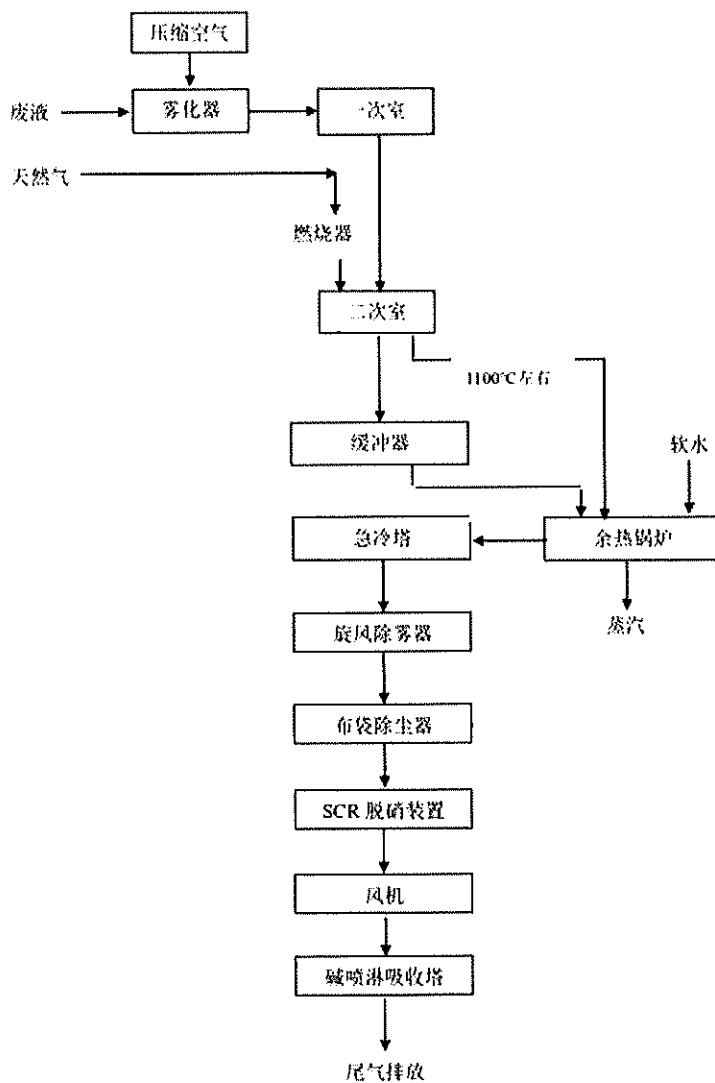 压缩空气
废液
雾化器
一次室
天然气
燃烧器
二次室
1100℃左右
缓冲器
软水
急冷塔
余热锅炉
旋风除雾器
蒸汽
布袋除尘器
SCR 脱硝装置
风机
碱喷淋吸收塔
尾气排放